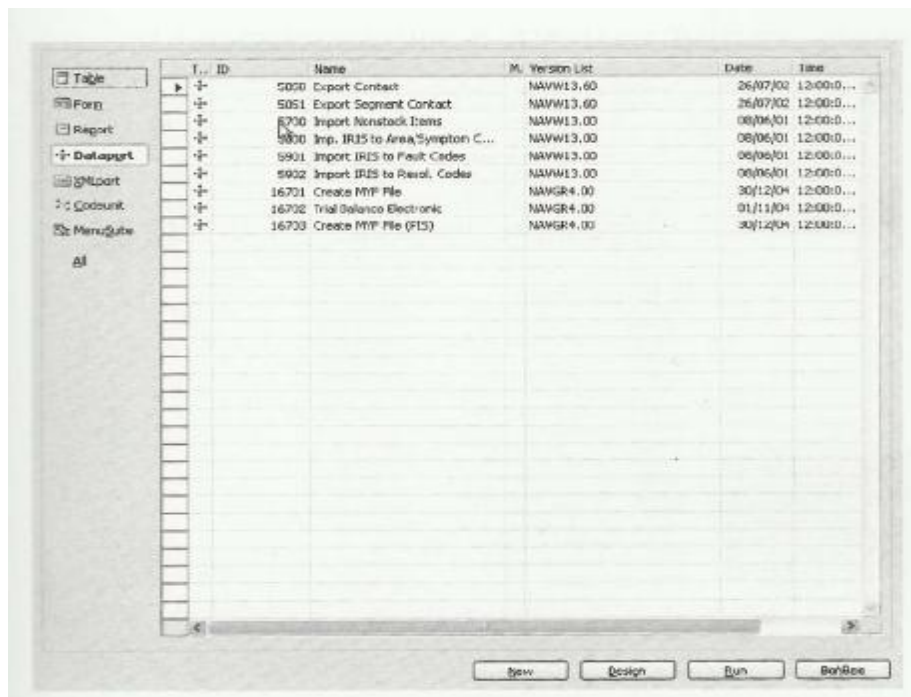 Table
Form
Report
Dataport
XMLport
Codeunit
MenuSuite
All
T... ID Name M. Version List Date Time
5050 Export Contact NAVW13.60 26/07/02 12:00:0...
5051 Export Segment Contact NAVW13.60 26/07/02 12:00:0...
5700 Import Nonstock Items NAVW13.00 08/06/01 12:00:0...
Imp. IRIS to Area/Symptom C... NAVW13.00 08/06/01 12:00:0...
5901 Import IRIS to Fault Codes NAVW13.00 08/06/01 12:00:0...
5902 Import IRIS to Resol. Codes NAVW13.00 08/06/01 12:00:0...
16701 Create MYF File NAVGR4.00 30/12/04 12:00:0...
16702 Trial Balance Electronic NAVGR4.00 01/11/04 12:00:0...
16703 Create MYF File (FIS) NAVGR4.00 30/12/04 12:00:0...
New Design Run